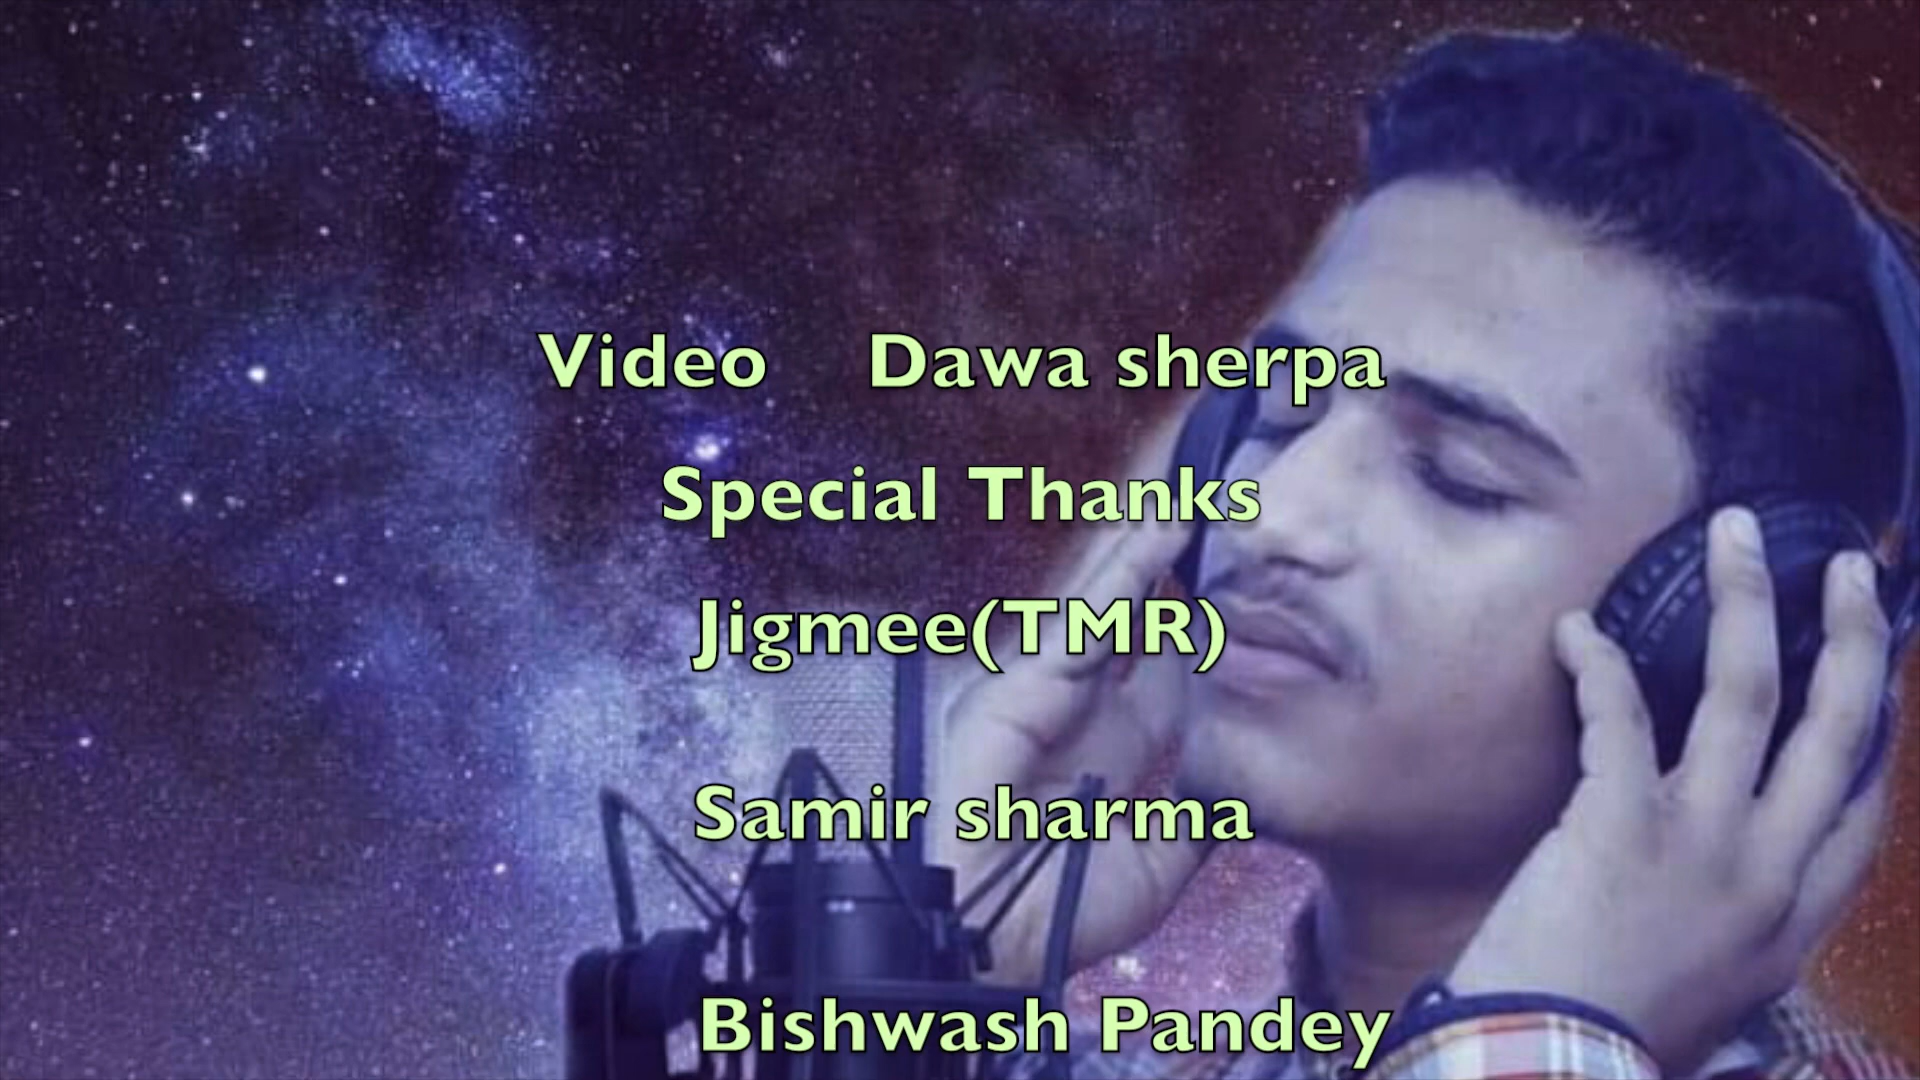 Video Dawa sherpa
Special Thanks
Jigmee(TMR)
Samir sharma
Bishwash Pandey